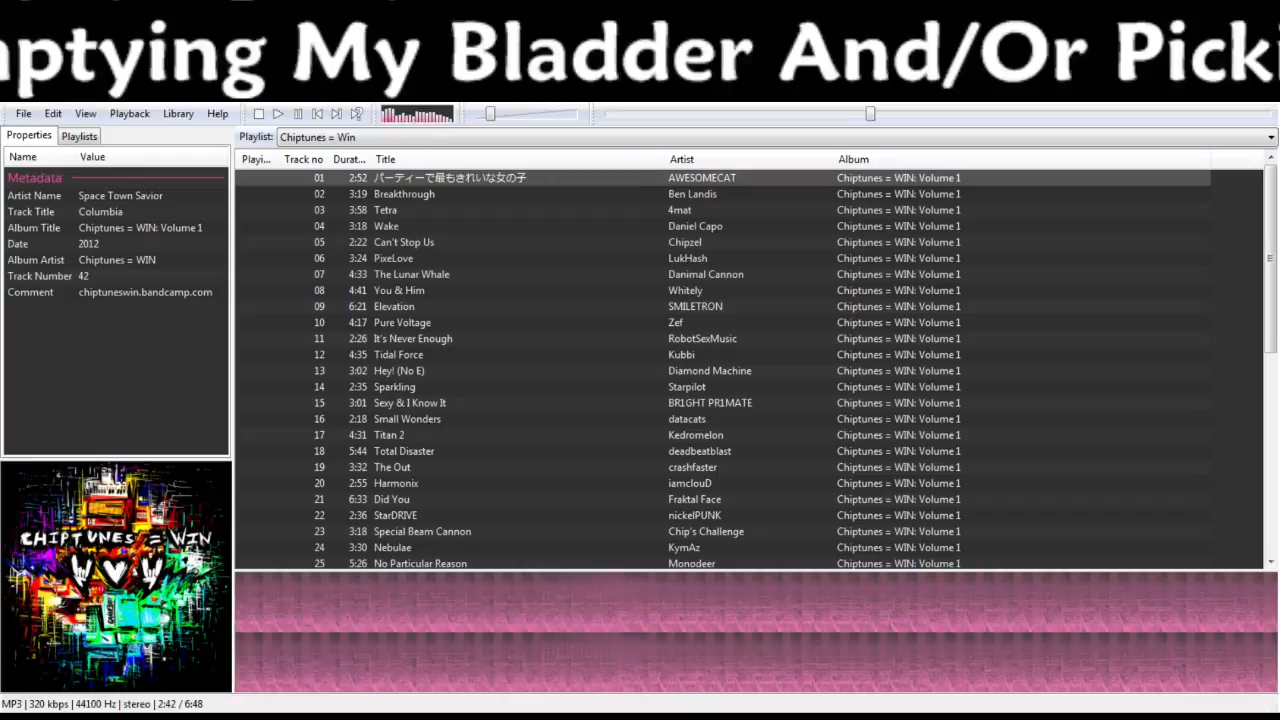 mptying My Bladder And/Or Picki
File Edit View Playback Library Help
Properties Playlists
Playlist: Chiptunes = Win
Name Value
Metadata
Artist Name Space Town Savior
Track Title Columbia
Album Title Chiptunes = WIN: Volume 1
Date 2012
Album Artist Chiptunes = WIN
Track Number 42
Comment chiptuneswin.bandcamp.com
Playi... Track no Durat... Title Artist Album
01 2:52 パーティーで最もきれいな女の子 AWESOMECAT Chiptunes = WIN: Volume 1
02 3:19 Breakthrough Ben Landis Chiptunes = WIN: Volume 1
03 3:58 Tetra 4mat Chiptunes = WIN: Volume 1
04 3:18 Wake Daniel Capo Chiptunes = WIN: Volume 1
05 2:22 Can't Stop Us Chipzel Chiptunes = WIN: Volume 1
06 3:24 PixeLove LukHash Chiptunes = WIN: Volume 1
07 4:33 The Lunar Whale Danimal Cannon Chiptunes = WIN: Volume 1
08 4:41 You & Him Whitely Chiptunes = WIN: Volume 1
09 6:21 Elevation SMILETRON Chiptunes = WIN: Volume 1
10 4:17 Pure Voltage Zef Chiptunes = WIN: Volume 1
11 2:26 It's Never Enough RobotSexMusic Chiptunes = WIN: Volume 1
12 4:35 Tidal Force Kubbi Chiptunes = WIN: Volume 1
13 3:02 Hey! (No E) Diamond Machine Chiptunes = WIN: Volume 1
14 2:35 Sparkling Starpilot Chiptunes = WIN: Volume 1
15 3:01 Sexy & I Know It BR1GHT PR1MATE Chiptunes = WIN: Volume 1
16 2:18 Small Wonders datacats Chiptunes = WIN: Volume 1
17 4:31 Titan 2 Kedromelon Chiptunes = WIN: Volume 1
18 5:44 Total Disaster deadbeatblast Chiptunes = WIN: Volume 1
19 3:32 The Out crashfaster Chiptunes = WIN: Volume 1
20 2:55 Harmonix iamclouD Chiptunes = WIN: Volume 1
21 6:33 Did You Fraktal Face Chiptunes = WIN: Volume 1
22 2:36 StarDRIVE nickelPUNK Chiptunes = WIN: Volume 1
23 3:18 Special Beam Cannon Chip's Challenge Chiptunes = WIN: Volume 1
24 3:30 Nebulae KymAz Chiptunes = WIN: Volume 1
25 5:26 No Particular Reason Monodeer Chiptunes = WIN: Volume 1
CHIPTUNES = WIN
MP3 | 320 kbps | 44100 Hz | stereo | 2:42 / 6:48